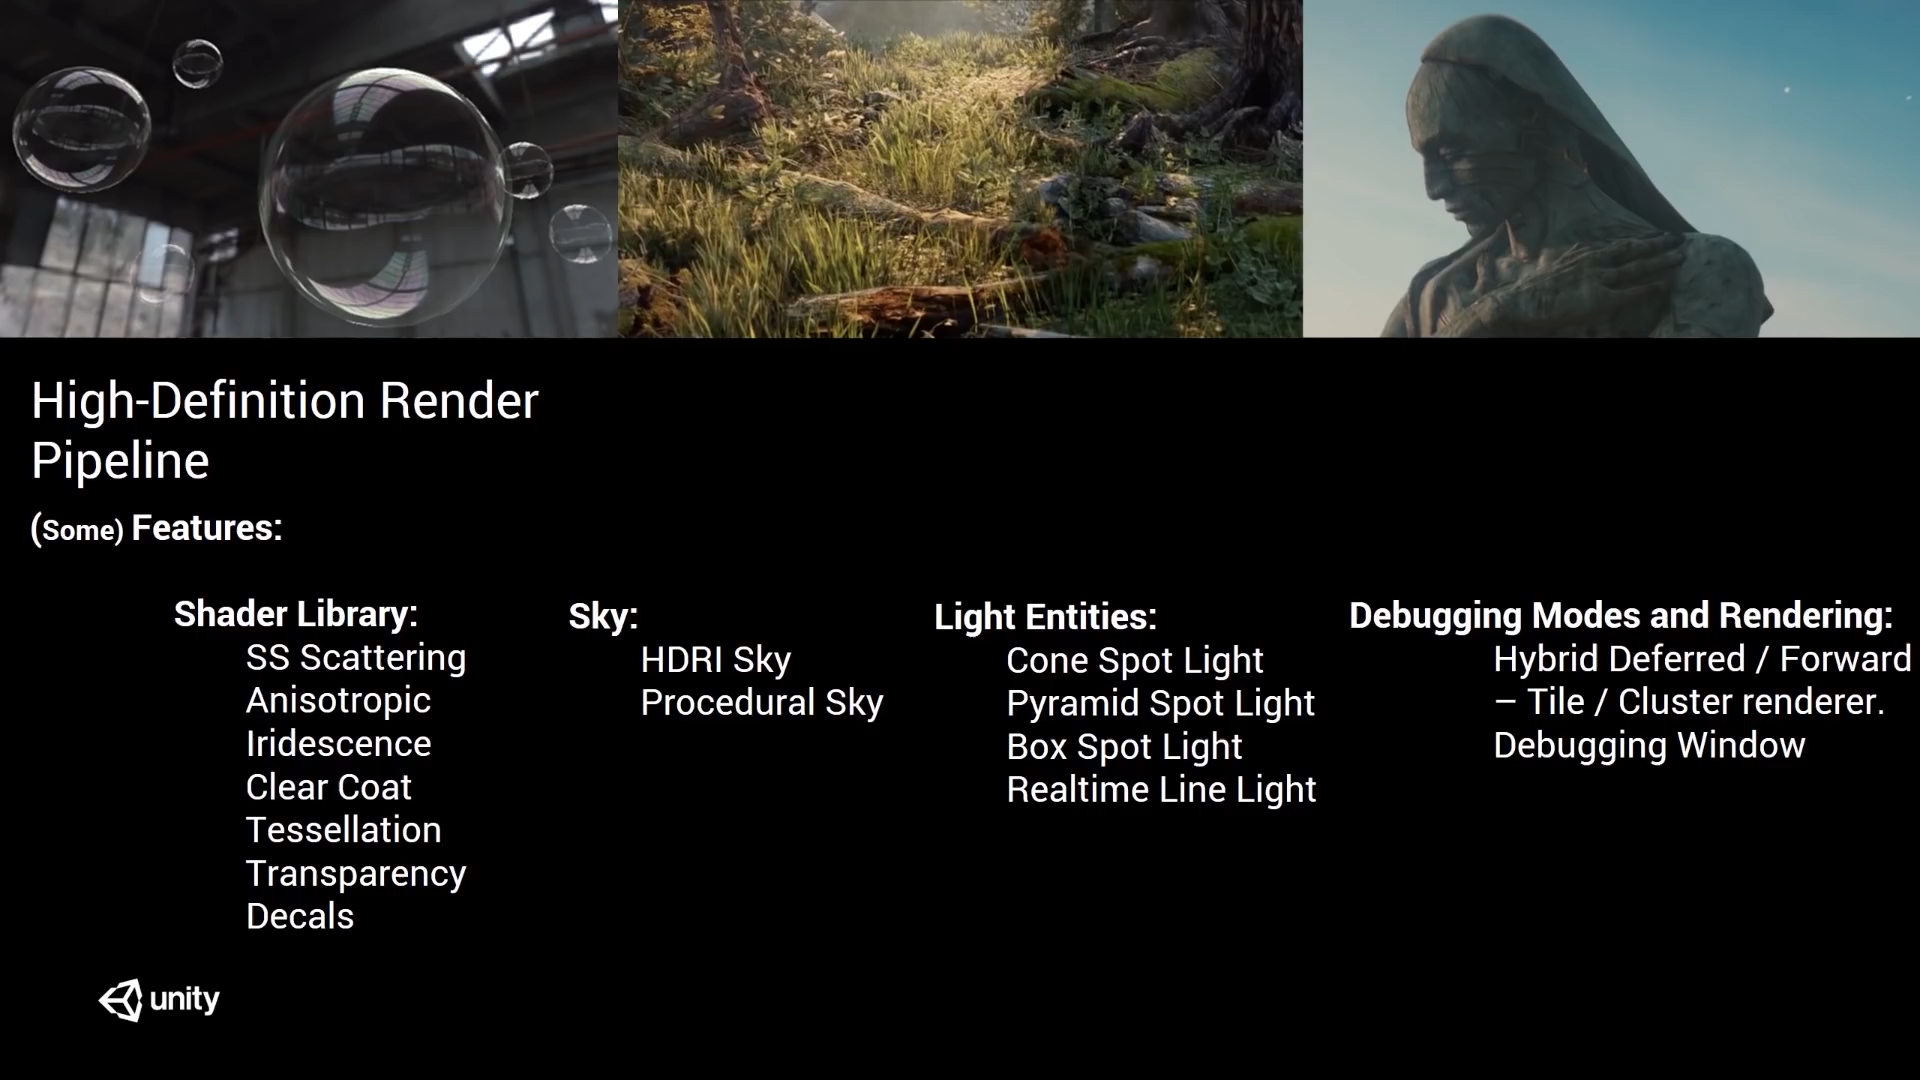 High-Definition Render
Pipeline
(Some) Features:
Shader Library:
SS Scattering
Anisotropic
Iridescence
Clear Coat
Tessellation
Transparency
Decals
Sky:
HDRI Sky
Procedural Sky
Light Entities:
Cone Spot Light
Pyramid Spot Light
Box Spot Light
Realtime Line Light
Debugging Modes and Rendering:
Hybrid Deferred / Forward
– Tile / Cluster renderer.
Debugging Window
unity